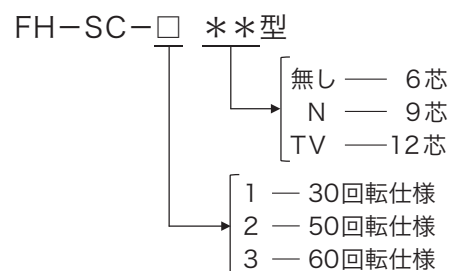 FH−SC−□ ＊＊型
無し — 6芯
N — 9芯
TV —12芯
1 — 30回転仕様
2 — 50回転仕様
3 — 60回転仕様